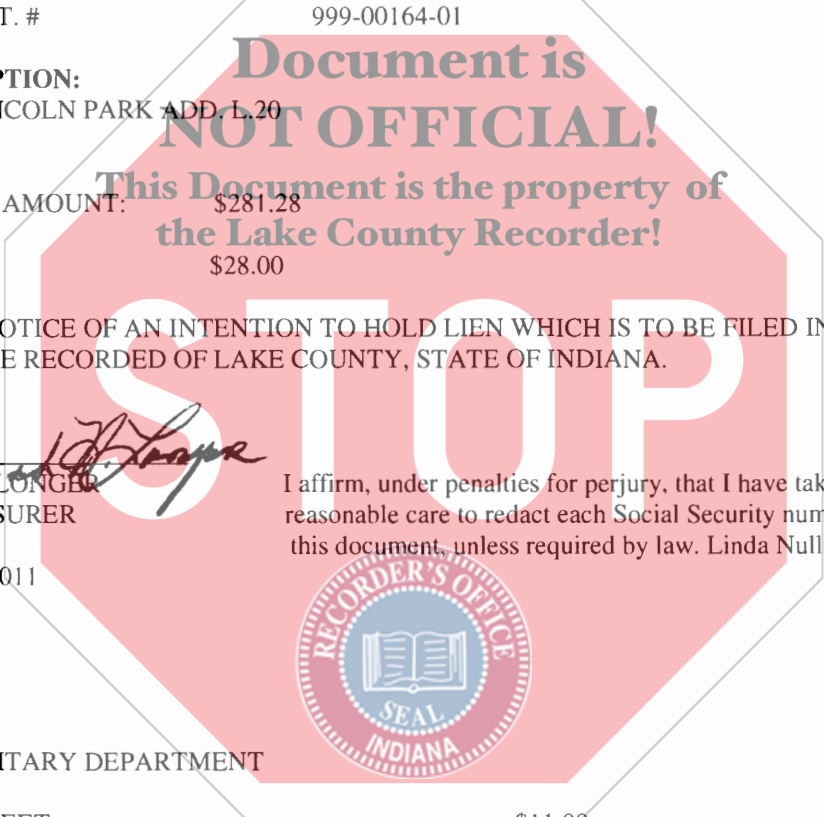 T. # 999-00164-01
Document is
PTION:
NCOLN PARK ADD. L.20
NOT OFFICIAL!
This Document is the property of
AMOUNT: $281.28
the Lake County Recorder!
$28.00
OTICE OF AN INTENTION TO HOLD LIEN WHICH IS TO BE FILED IN
E RECORDED OF LAKE COUNTY, STATE OF INDIANA.
STOP
LONGER I affirm, under penalties for perjury, that I have tak
SURER reasonable care to redact each Social Security num
this document, unless required by law. Linda Null
011
RECORDER'S OFFICE
SEAL
INDIANA
ITARY DEPARTMENT